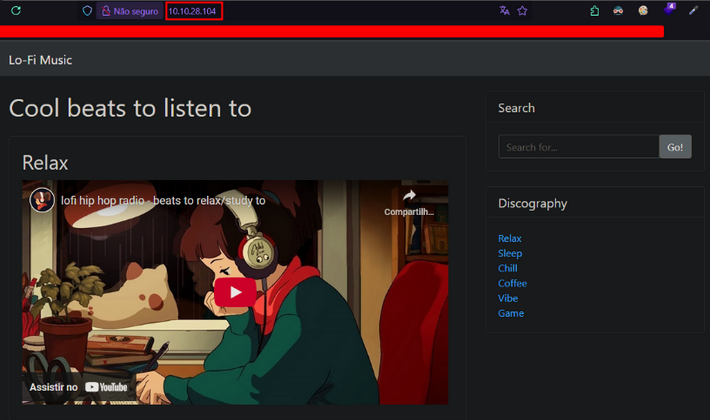 Não seguro 10.10.28.104
4
Lo-Fi Music
Cool beats to listen to
Relax
lofi hip hop radio - beats to relax/study to
Compartilh...
Assistir no YouTube
Search
Search for...
Go!
Discography
Relax
Sleep
Chill
Coffee
Vibe
Game